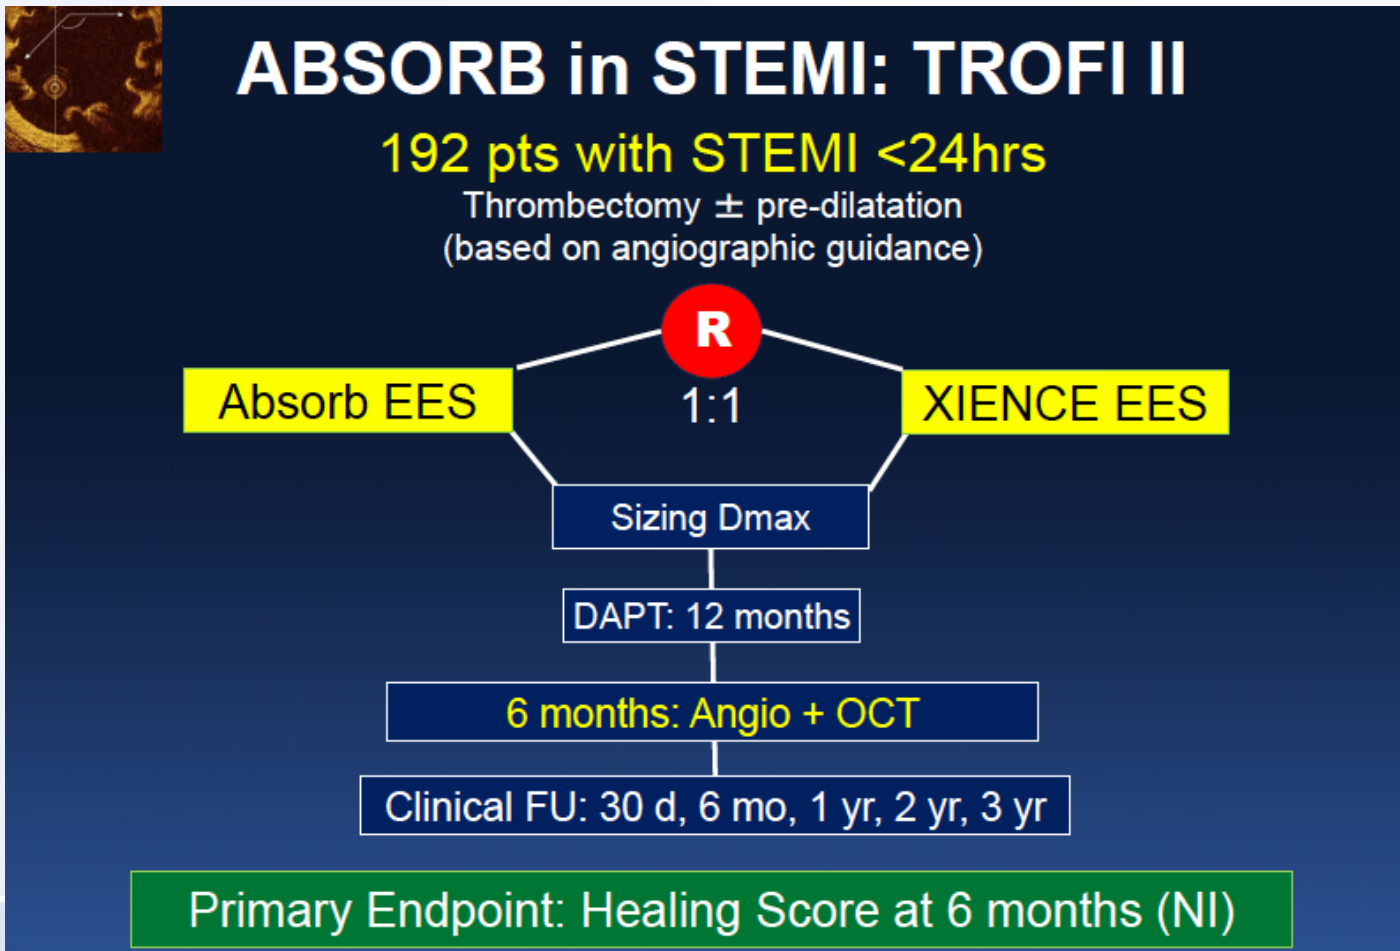 ABSORB in STEMI: TROFI II
192 pts with STEMI <24hrs
Thrombectomy ± pre-dilatation
(based on angiographic guidance)
R
Absorb EES
1:1
XIENCE EES
Sizing Dmax
DAPT: 12 months
6 months: Angio + OCT
Clinical FU: 30 d, 6 mo, 1 yr, 2 yr, 3 yr
Primary Endpoint: Healing Score at 6 months (NI)